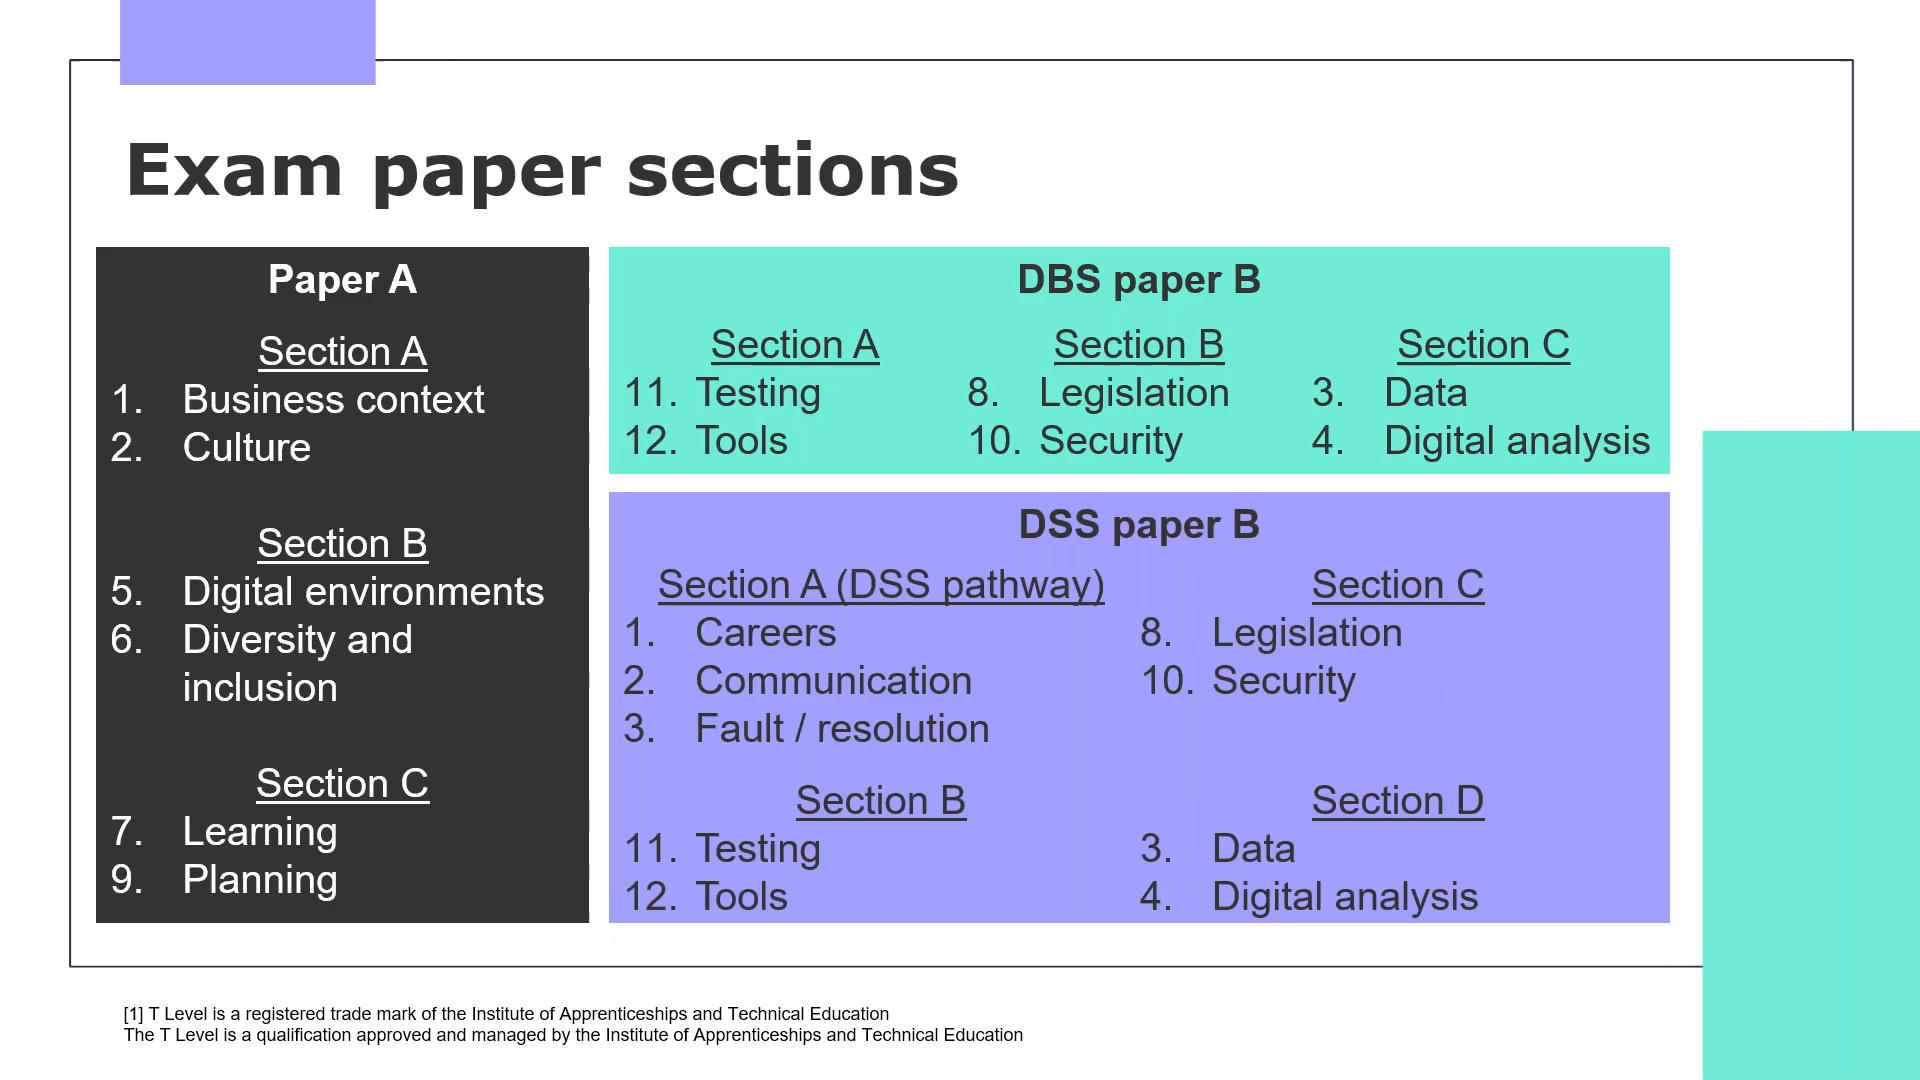 Exam paper sections
Paper A
Section A
1. Business context
2. Culture
Section B
5. Digital environments
6. Diversity and
inclusion
Section C
7. Learning
9. Planning
DBS paper B
Section A
11. Testing
12. Tools
Section B
8. Legislation
10. Security
Section C
3. Data
4. Digital analysis
DSS paper B
Section A (DSS pathway)
1. Careers
2. Communication
3. Fault / resolution
Section B
11. Testing
12. Tools
Section C
8. Legislation
10. Security
Section D
3. Data
4. Digital analysis
[1] T Level is a registered trade mark of the Institute of Apprenticeships and Technical Education
The T Level is a qualification approved and managed by the Institute of Apprenticeships and Technical Education